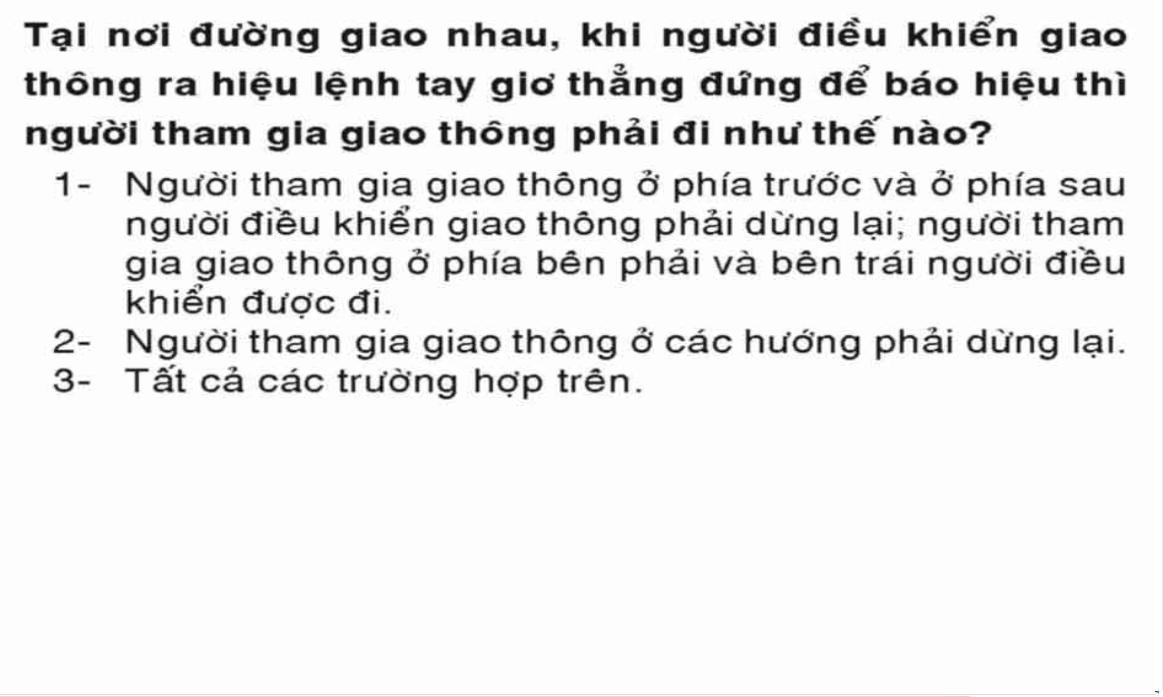 Tại nơi đường giao nhau, khi người điều khiển giao
thông ra hiệu lệnh tay giơ thẳng đứng để báo hiệu thì
người tham gia giao thông phải đi như thế nào?
1- Người tham gia giao thông ở phía trước và ở phía sau
người điều khiển giao thông phải dừng lại; người tham
gia giao thông ở phía bên phải và bên trái người điều
khiển được đi.
2- Người tham gia giao thông ở các hướng phải dừng lại.
3- Tất cả các trường hợp trên.